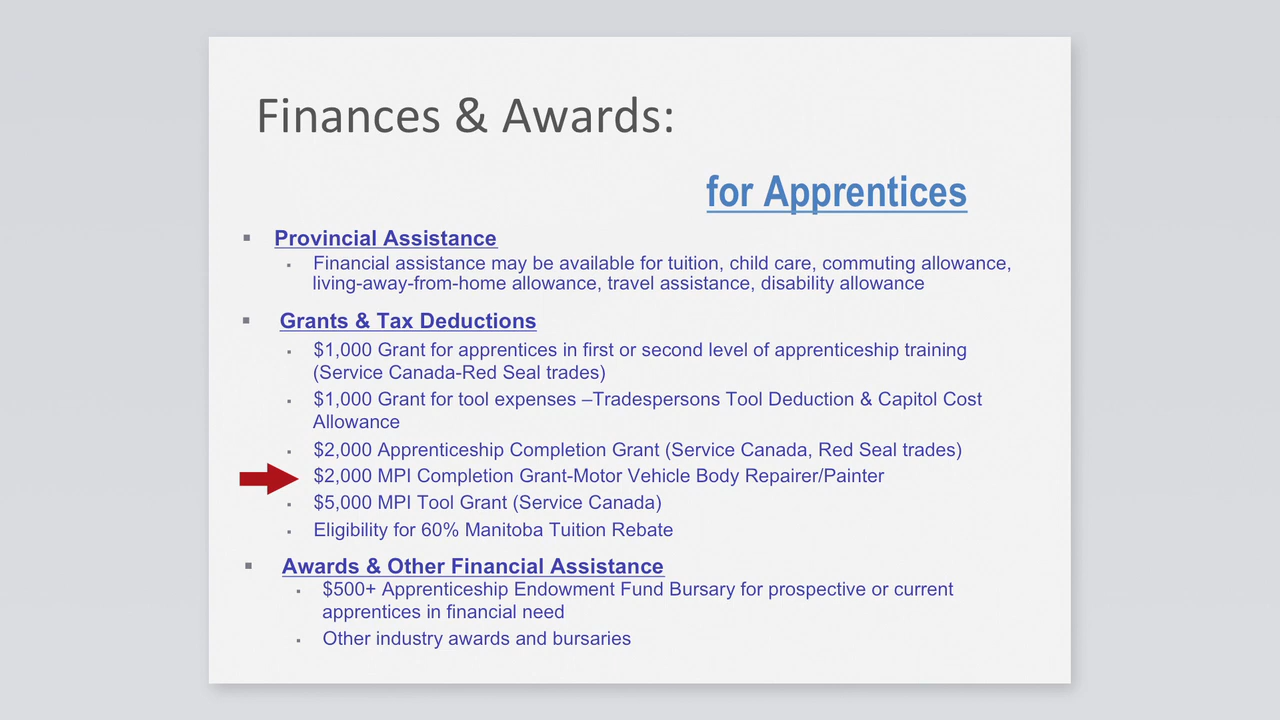 Finances & Awards:
for Apprentices
▪ Provincial Assistance
▪ Financial assistance may be available for tuition, child care, commuting allowance,
living-away-from-home allowance, travel assistance, disability allowance
▪ Grants & Tax Deductions
▪ $1,000 Grant for apprentices in first or second level of apprenticeship training
(Service Canada-Red Seal trades)
▪ $1,000 Grant for tool expenses –Tradespersons Tool Deduction & Capitol Cost
Allowance
▪ $2,000 Apprenticeship Completion Grant (Service Canada, Red Seal trades)
$2,000 MPI Completion Grant-Motor Vehicle Body Repairer/Painter
▪ $5,000 MPI Tool Grant (Service Canada)
▪ Eligibility for 60% Manitoba Tuition Rebate
▪ Awards & Other Financial Assistance
▪ $500+ Apprenticeship Endowment Fund Bursary for prospective or current
apprentices in financial need
▪ Other industry awards and bursaries